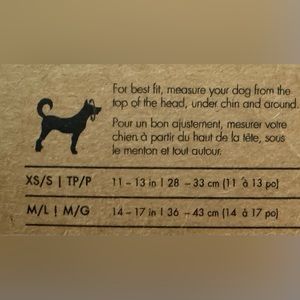 For best fit, measure your dog from the
top of the head, under chin and around.
Pour un bon ajustement, mesurer votre
chien à partir du haut de la tête, sous
le menton et tout autour.
XS/S | TP/P 11 – 13 in | 28 – 33 cm (11 à 13 po)
M/L | M/G 14 – 17 in | 36 – 43 cm (14 à 17 po)